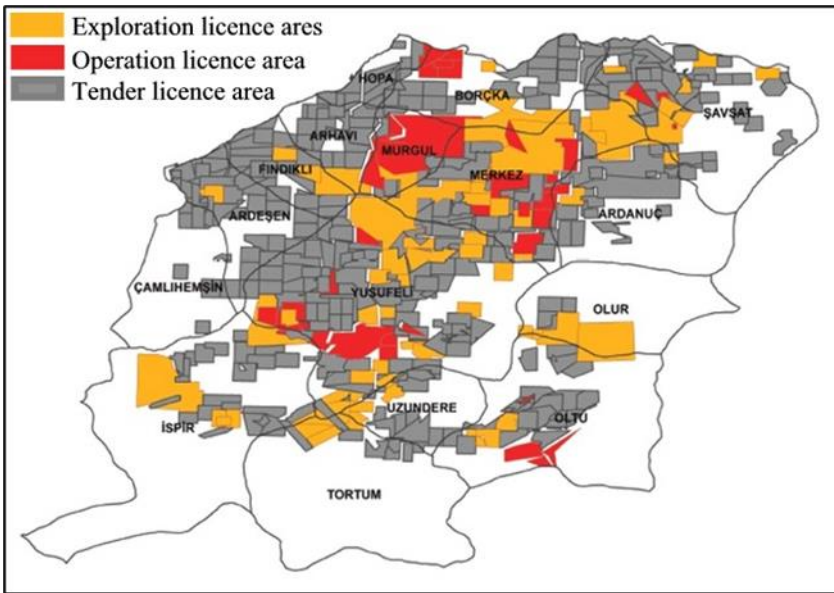 Exploration licence ares
Operation licence area
Tender licence area
HOPA
BORÇKA
ŞAVŞAT
ARHAVİ
MURGUL
FINDIKLI
MERKEZ
ARDEŞEN
ARDANUÇ
ÇAMLIHEMŞİN
YUSUFELİ
OLUR
UZUNDERE
OLTU
İSPİR
TORTUM